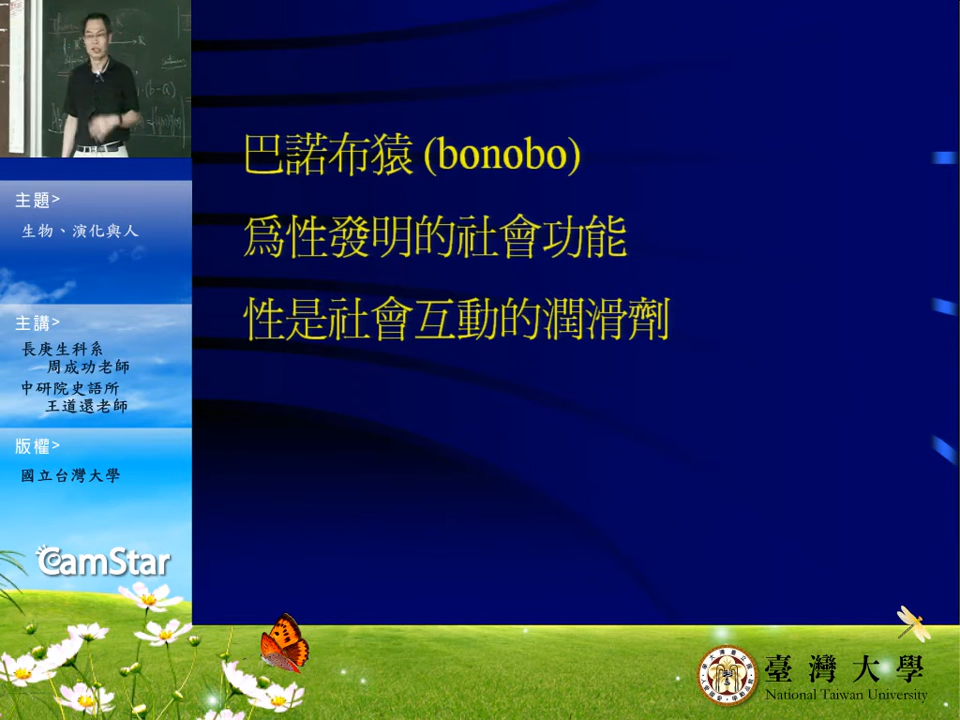 巴諾布猿 (bonobo)
為性發明的社會功能
性是社會互動的潤滑劑
主題>
生物、演化與人
主講>
長庚生科系
周成功老師
中研院史語所
王道還老師
版權>
國立台灣大學
CamStar
臺灣大學
National Taiwan University